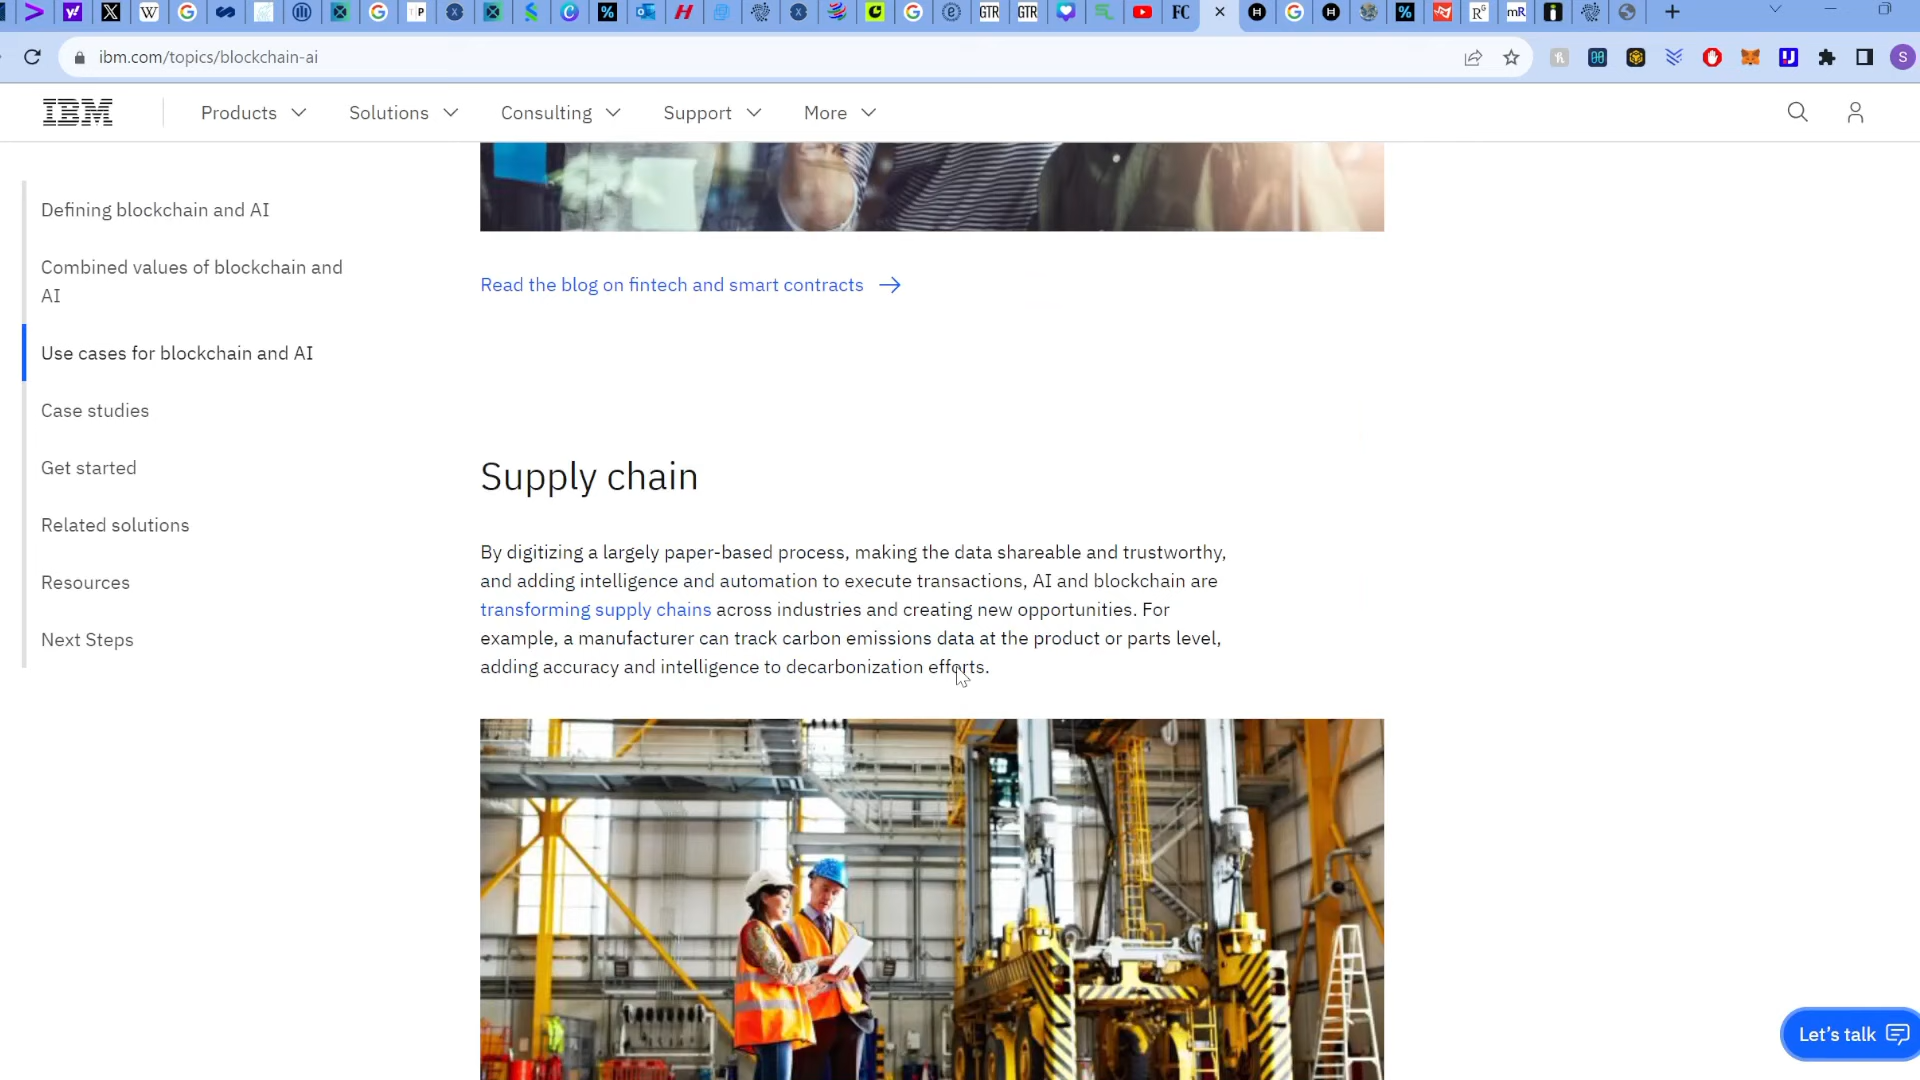 ibm.com/topics/blockchain-ai
IBM
Products
Solutions
Consulting
Support
More
Defining blockchain and AI
Combined values of blockchain and
AI
Use cases for blockchain and AI
Case studies
Get started
Related solutions
Resources
Next Steps
Read the blog on fintech and smart contracts
Supply chain
By digitizing a largely paper-based process, making the data shareable and trustworthy,
and adding intelligence and automation to execute transactions, AI and blockchain are
transforming supply chains across industries and creating new opportunities. For
example, a manufacturer can track carbon emissions data at the product or parts level,
adding accuracy and intelligence to decarbonization efforts.
Let's talk